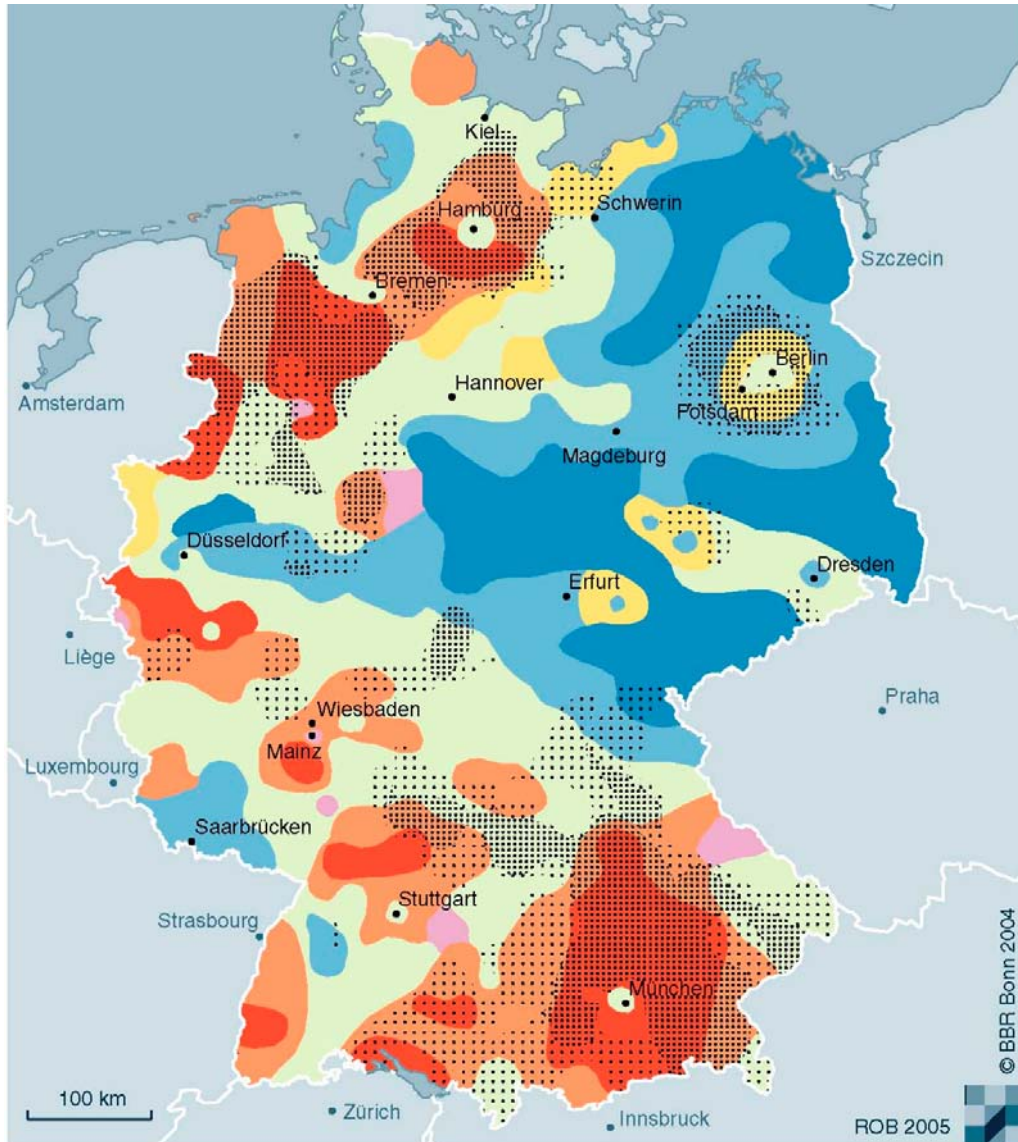 Kiel
Hamburg
Schwerin
Szczecin
Bremen
Berlin
Amsterdam
Hannover
Potsdam
Magdeburg
Düsseldorf
Dresden
Erfurt
Liège
Praha
Wiesbaden
Mainz
Luxembourg
Saarbrücken
Stuttgart
Strasbourg
München
© BBR Bonn 2004
100 km
Zürich
Innsbruck
ROB 2005